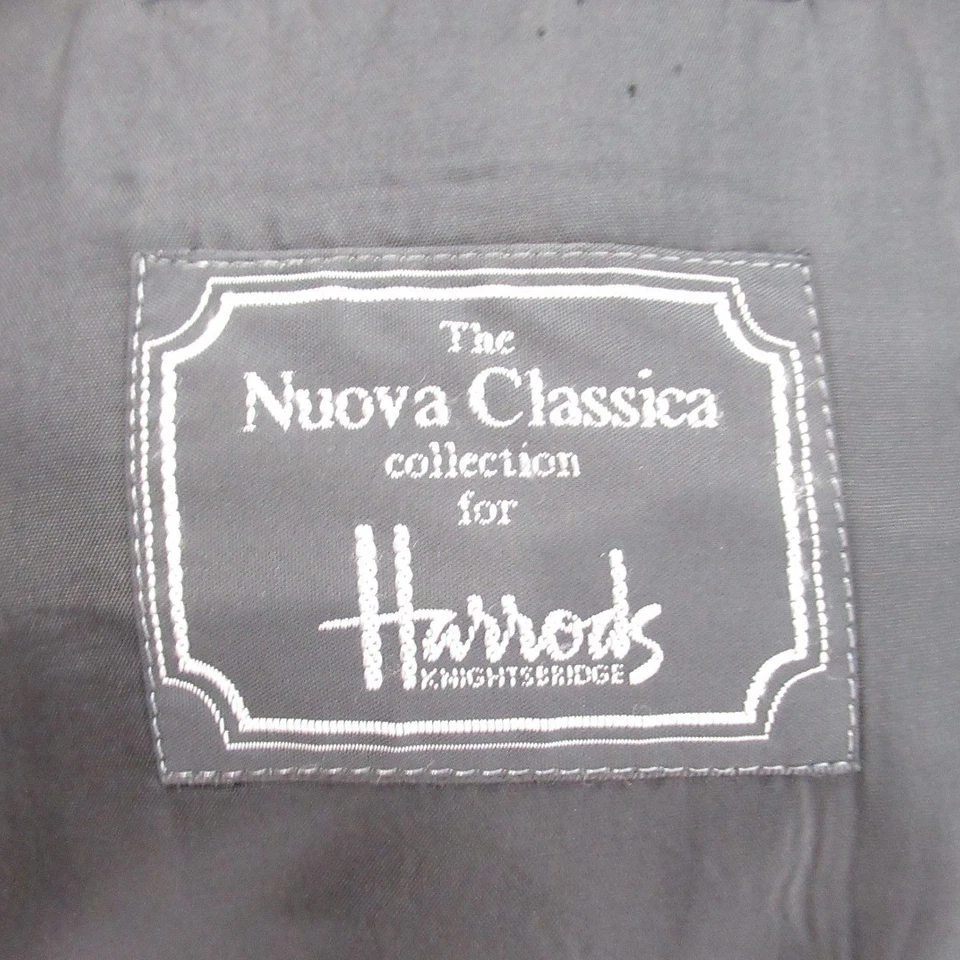 The
Nuova Classica
collection
for
Harrods
KNIGHTSBRIDGE